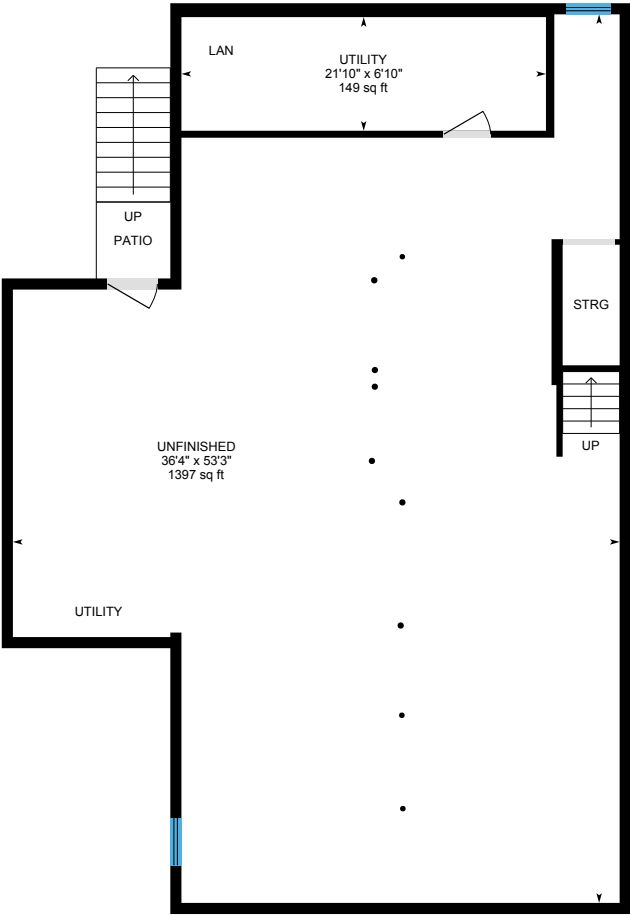 LAN
UTILITY
21'10" x 6'10"
149 sq ft
UP
PATIO
STRG
UP
UNFINISHED
36'4" x 53'3"
1397 sq ft
UTILITY